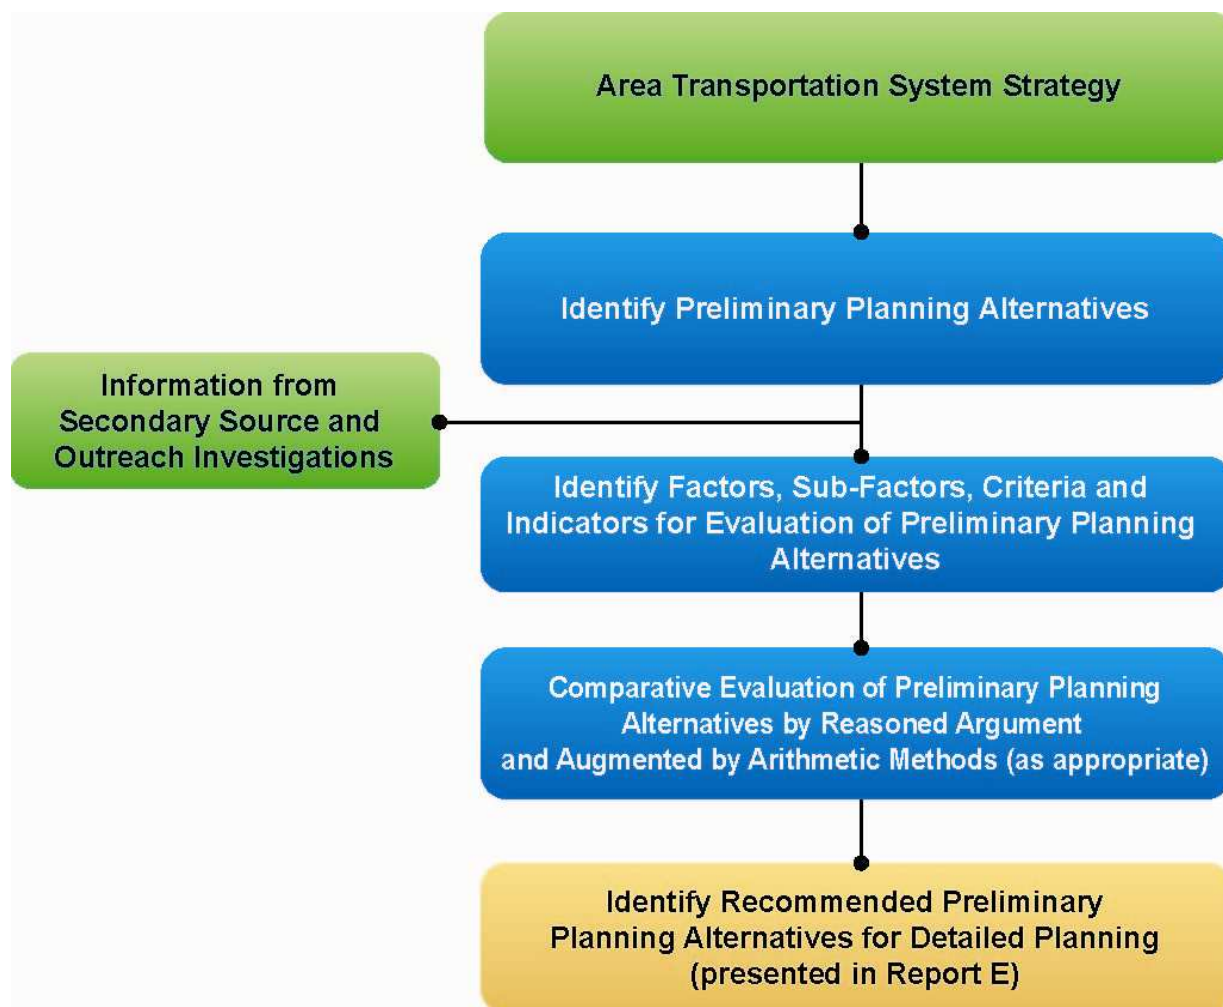 Area Transportation System Strategy
Identify Preliminary Planning Alternatives
Information from
Secondary Source and
Outreach Investigations
Identify Factors, Sub-Factors, Criteria and
Indicators for Evaluation of Preliminary Planning
Alternatives
Comparative Evaluation of Preliminary Planning
Alternatives by Reasoned Argument
and Augmented by Arithmetic Methods (as appropriate)
Identify Recommended Preliminary
Planning Alternatives for Detailed Planning
(presented in Report E)